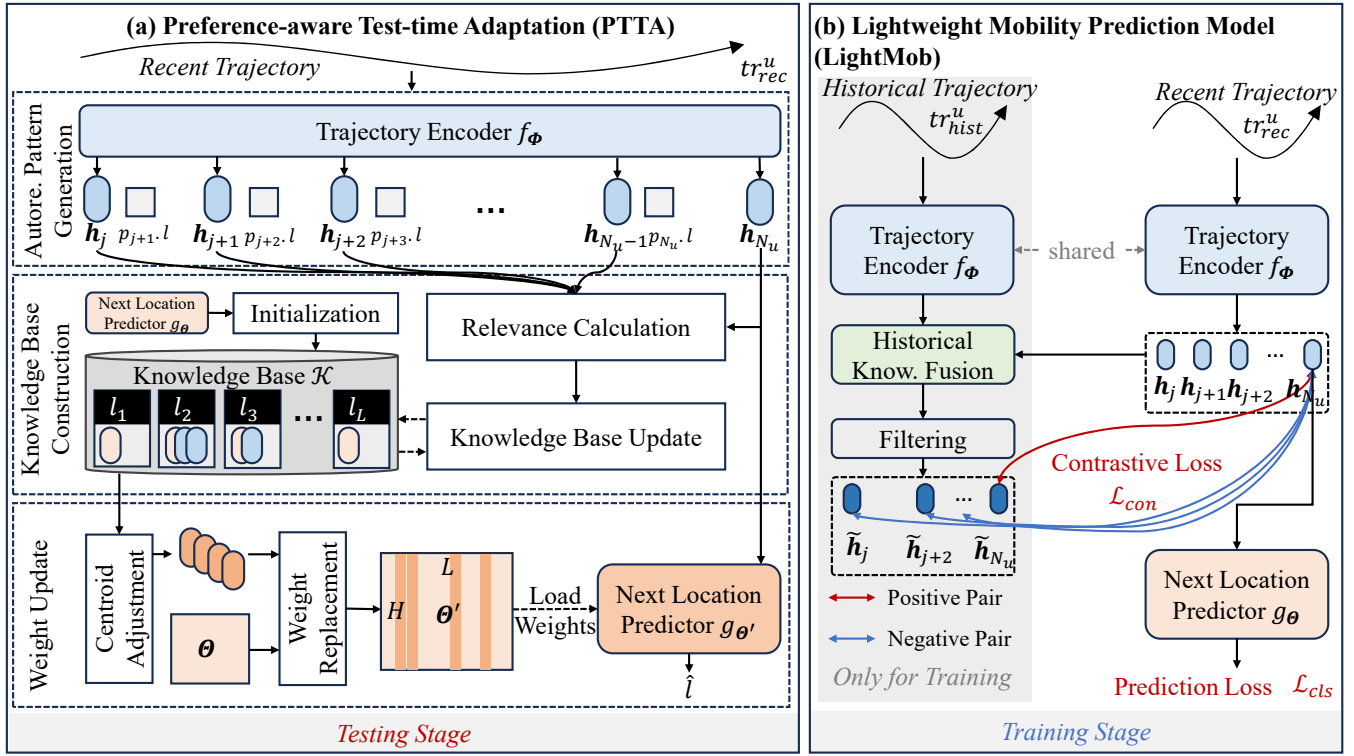 (a) Preference-aware Test-time Adaptation (PTTA)
Recent Trajectory
tr^u_rec
Autore. Pattern
Generation
Trajectory Encoder f_Φ
h_j p_{j+1}.l h_{j+1} p_{j+2}.l h_{j+2} p_{j+3}.l ... h_{N_u−1} p_{N_u}.l h_{N_u}
Knowledge Base
Construction
Next Location
Predictor g_θ
Initialization
Relevance Calculation
Knowledge Base 𝒦
l_1 l_2 l_3 ... l_L
Knowledge Base Update
Weight Update
Centroid
Adjustment
Θ
Weight
Replacement
L
H Θ′
Load
Weights
Next Location
Predictor g_Θ′
l̂
Testing Stage
(b) Lightweight Mobility Prediction Model
(LightMob)
Historical Trajectory
tr^u_hist
Recent Trajectory
tr^u_rec
Trajectory
Encoder f_Φ
shared
Trajectory
Encoder f_Φ
Historical
Know. Fusion
h_j h_{j+1} h_{j+2} ... h_{N_u}
Filtering
Contrastive Loss
ℒ_con
...
h̃_j h̃_{j+2} h̃_{N_u}
Positive Pair
Negative Pair
Only for Training
Next Location
Predictor g_θ
Prediction Loss ℒ_cls
Training Stage